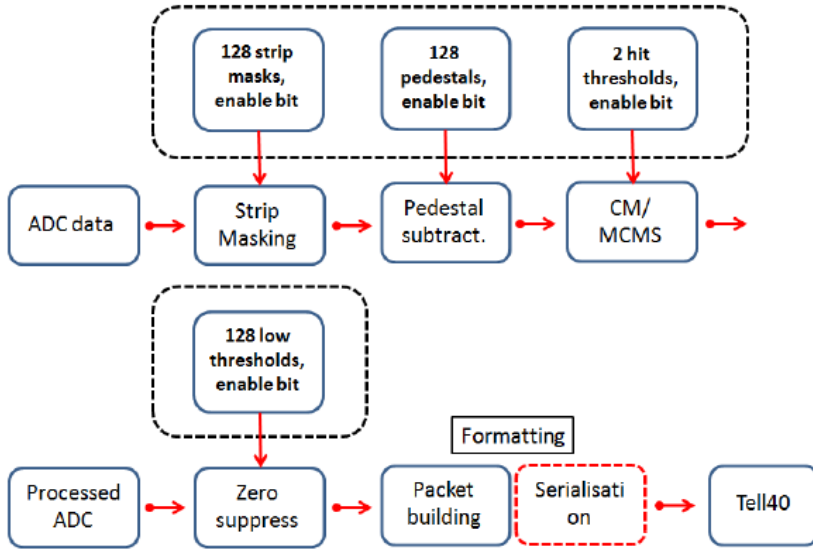 128 strip
masks,
enable bit
128
pedestals,
enable bit
2 hit
thresholds,
enable bit
ADC data
Strip
Masking
Pedestal
subtract.
CM/
MCMS
128 low
thresholds,
enable bit
Formatting
Processed
ADC
Zero
suppress
Packet
building
Serialisati
on
Tell40